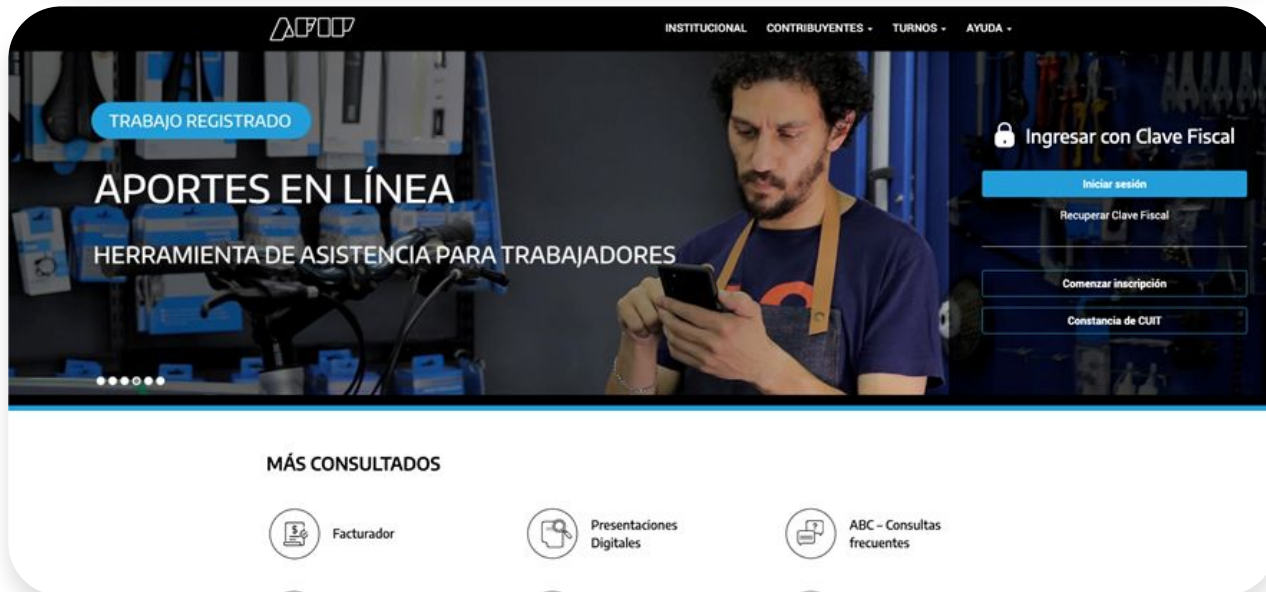 AFIP
INSTITUCIONAL CONTRIBUYENTES TURNOS AYUDA
TRABAJO REGISTRADO
APORTES EN LÍNEA
HERRAMIENTA DE ASISTENCIA PARA TRABAJADORES
Ingresar con Clave Fiscal
Iniciar sesión
Recuperar Clave Fiscal
Comenzar inscripción
Constancia de CUIT
MÁS CONSULTADOS
Facturador
Presentaciones
Digitales
ABC – Consultas
frecuentes